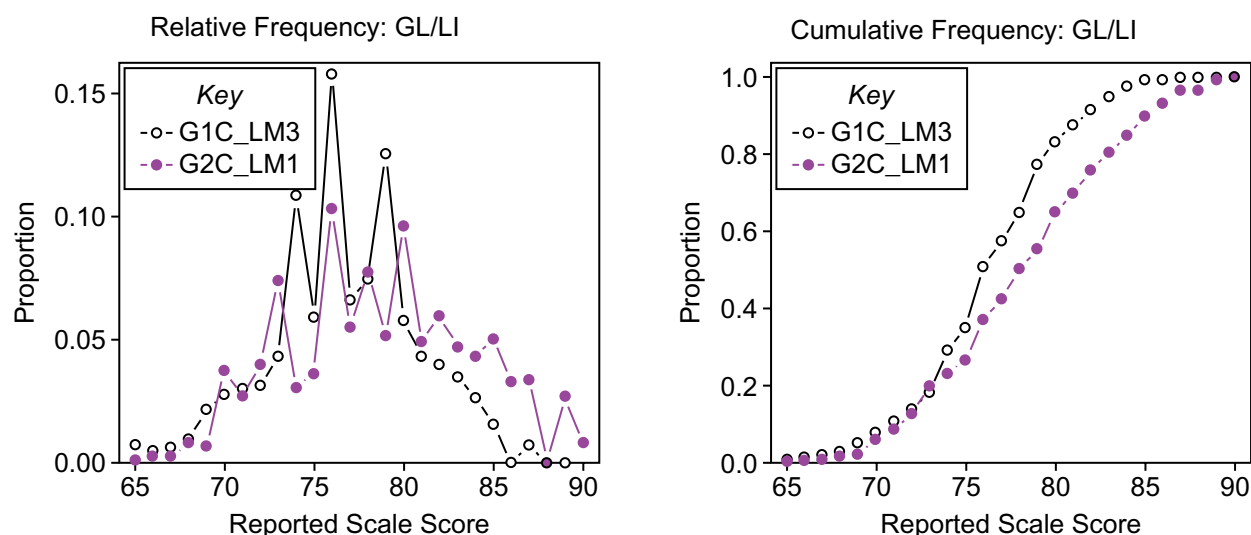 Relative Frequency: GL/LI
Key
G1C_LM3
G2C_LM1
Proportion
0.15
0.10
0.05
0.00
65 70 75 80 85 90
Reported Scale Score
Cumulative Frequency: GL/LI
Key
G1C_LM3
G2C_LM1
Proportion
1.0
0.8
0.6
0.4
0.2
0.0
65 70 75 80 85 90
Reported Scale Score